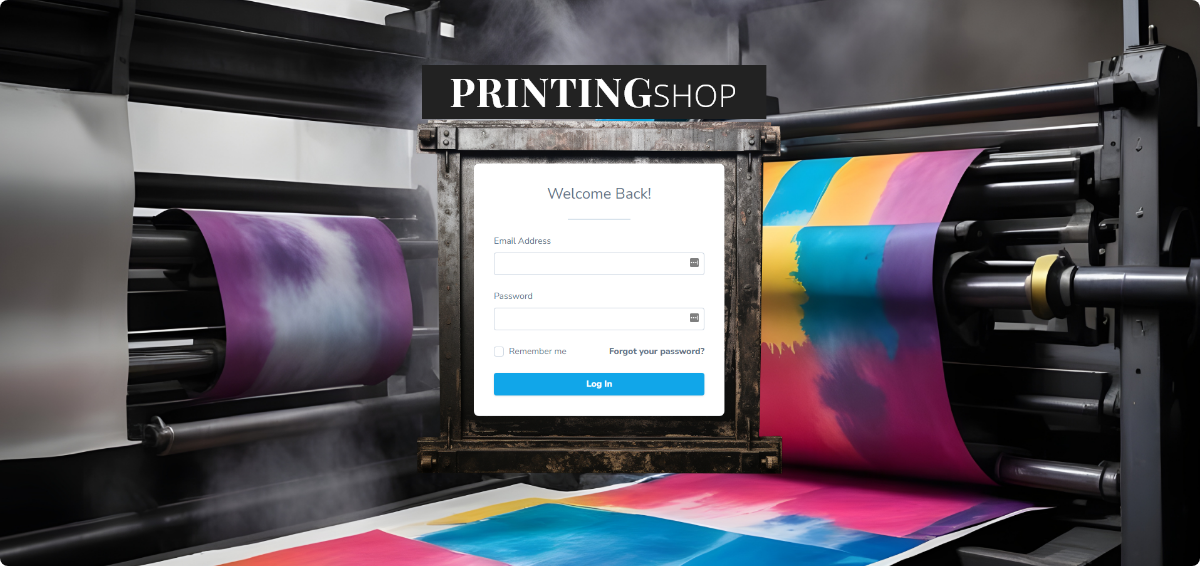 PRINTINGSHOP
Welcome Back!
Email Address
Password
Remember me
Forgot your password?
Log In